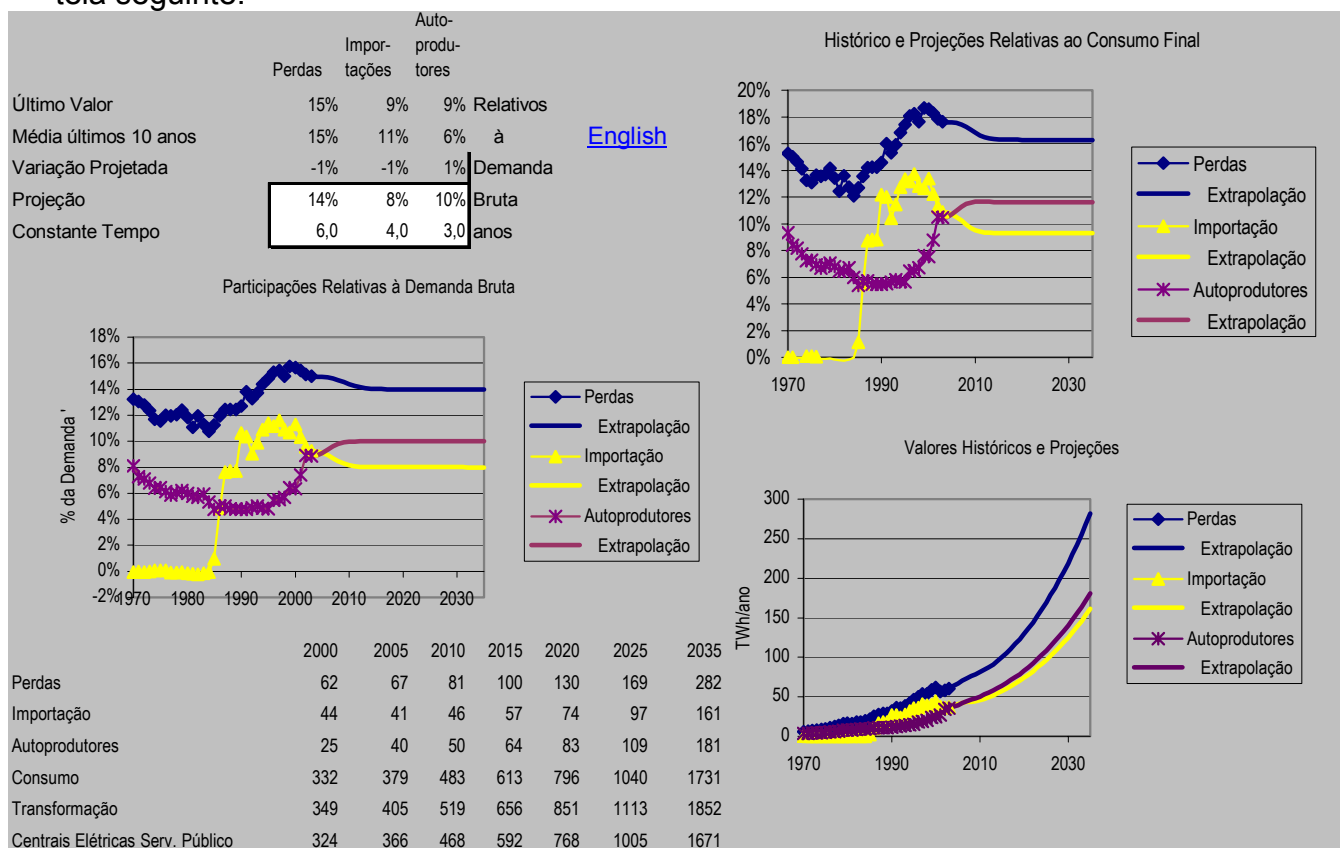 tela seguinte:
Auto-
Impor- produ-
Perdas tações tores
Último Valor 15% 9% 9% Relativos
Média últimos 10 anos 15% 11% 6% à English
Variação Projetada -1% -1% 1% Demanda
Projeção 14% 8% 10% Bruta
Constante Tempo 6,0 4,0 3,0 anos
Histórico e Projeções Relativas ao Consumo Final
20%
18%
16%
14%
12%
10%
8%
6%
4%
2%
0%
1970 1990 2010 2030
Perdas
Extrapolação
Importação
Extrapolação
Autoprodutores
Extrapolação
Participações Relativas à Demanda Bruta
% da Demanda '
18%
16%
14%
12%
10%
8%
6%
4%
2%
0%
-2%
1970 1980 1990 2000 2010 2020 2030
Perdas
Extrapolação
Importação
Extrapolação
Autoprodutores
Extrapolação
Valores Históricos e Projeções
TWh/ano
300
250
200
150
100
50
0
1970 1990 2010 2030
Perdas
Extrapolação
Importação
Extrapolação
Autoprodutores
Extrapolação
2000 2005 2010 2015 2020 2025 2035
Perdas 62 67 81 100 130 169 282
Importação 44 41 46 57 74 97 161
Autoprodutores 25 40 50 64 83 109 181
Consumo 332 379 483 613 796 1040 1731
Transformação 349 405 519 656 851 1113 1852
Centrais Elétricas Serv. Público 324 366 468 592 768 1005 1671